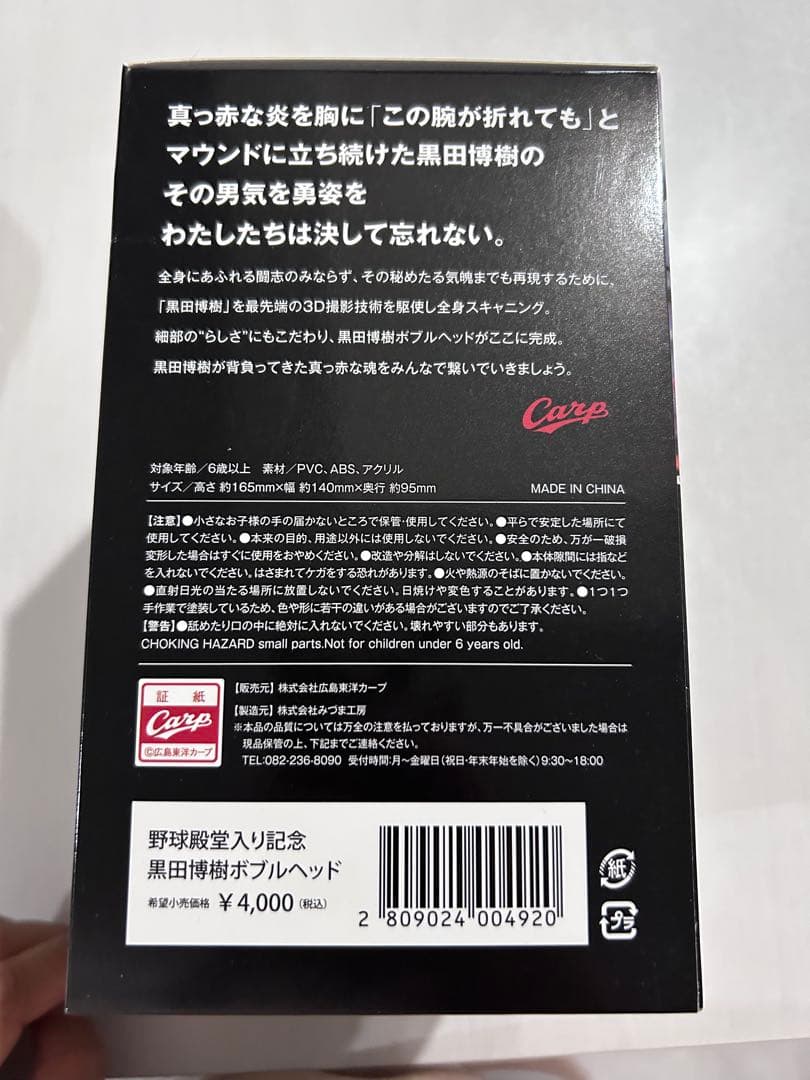 真っ赤な炎を胸に「この腕が折れても」と
マウンドに立ち続けた黒田博樹の
その男気を勇姿を
わたしたちは決して忘れない。
全身にあふれる闘志のみならず、その秘めたる気魄までも再現するために、
「黒田博樹」を最先端の3D撮影技術を駆使し全身スキャニング。
細部の“らしさ”にもこだわり、黒田博樹ボブルヘッドがここに完成。
黒田博樹が背負ってきた真っ赤な魂をみんなで繋いでいきましょう。
Carp
対象年齢／6歳以上　素材／PVC、ABS、アクリル
サイズ／高さ 約165mm×幅 約140mm×奥行 約95mm
MADE IN CHINA
【注意】●小さなお子様の手の届かないところで保管・使用してください。●平らで安定した場所にて
使用してください。●本来の目的、用途以外には使用しないでください。●安全のため、万が一破損
変形した場合はすぐに使用をおやめください。●改造や分解はしないでください。●本体隙間には指など
を入れないでください。はさまれてケガをする恐れがあります。●火や熱源のそばに置かないでください。
●直射日光の当たる場所に放置しないでください。日焼けや変色することがあります。●1つ1つ
手作業で塗装しているため、色や形に若干の違いがある場合がございますのでご了承ください。
【警告】●舐めたり口の中に絶対に入れないでください。壊れやすい部分もあります。
CHOKING HAZARD small parts.Not for children under 6 years old.
証 紙
Carp
©広島東洋カープ
【販売元】株式会社広島東洋カープ
【製造元】株式会社みづま工房
※本品の品質については万全の注意を払っておりますが、万一不具合がございました場合は
現品保管の上、下記までご連絡ください。
TEL:082-236-8090 受付時間:月〜金曜日(祝日・年末年始を除く)9:30〜18:00
野球殿堂入り記念
黒田博樹ボブルヘッド
希望小売価格 ￥4,000(税込)
2 809024 004920
紙
プラ